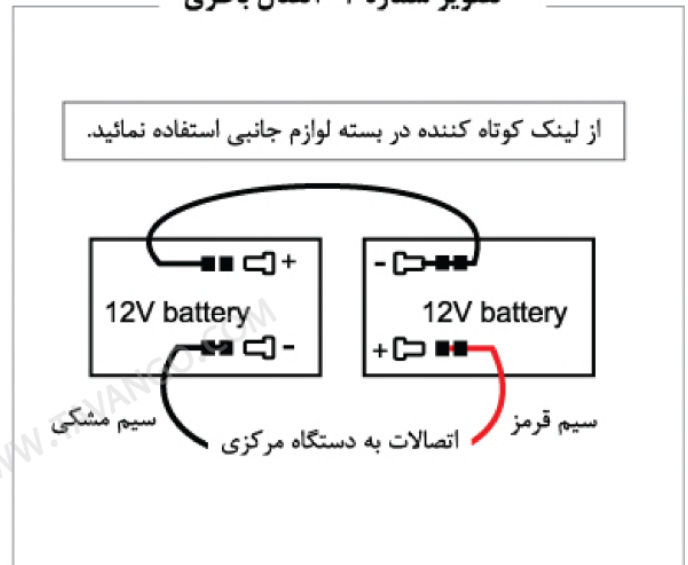 از لینک کوتاه کننده در بسته لوازم جانبی استفاده نمائید.
+
-
12V battery
12V battery
-
+
سیم مشکی
اتصالات به دستگاه مرکزی
سیم قرمز